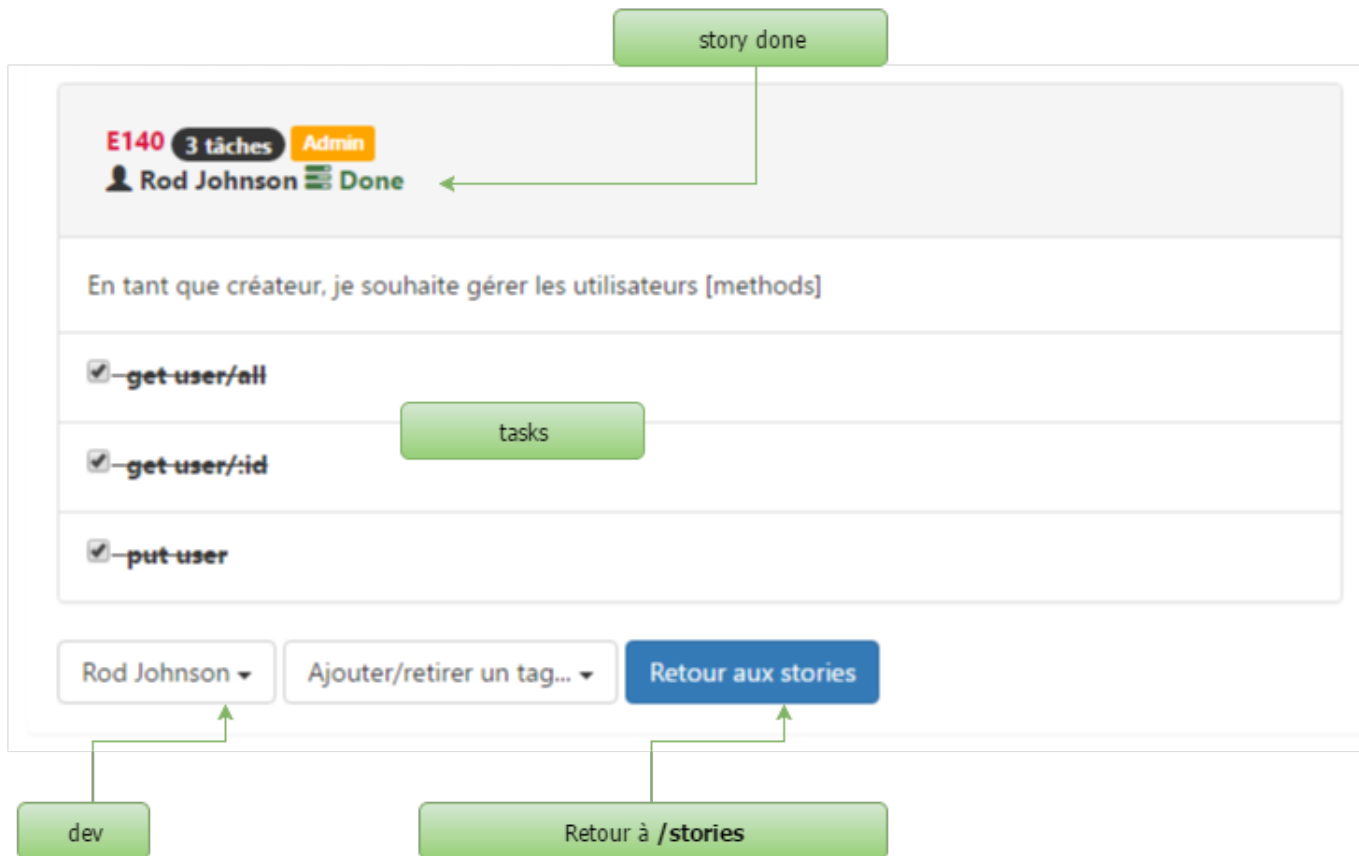 story done
E140 3 tâches Admin
Rod Johnson Done
En tant que créateur, je souhaite gérer les utilisateurs [methods]
get user/all
tasks
get user/:id
put user
Rod Johnson
Ajouter/retirer un tag...
Retour aux stories
dev
Retour à /stories